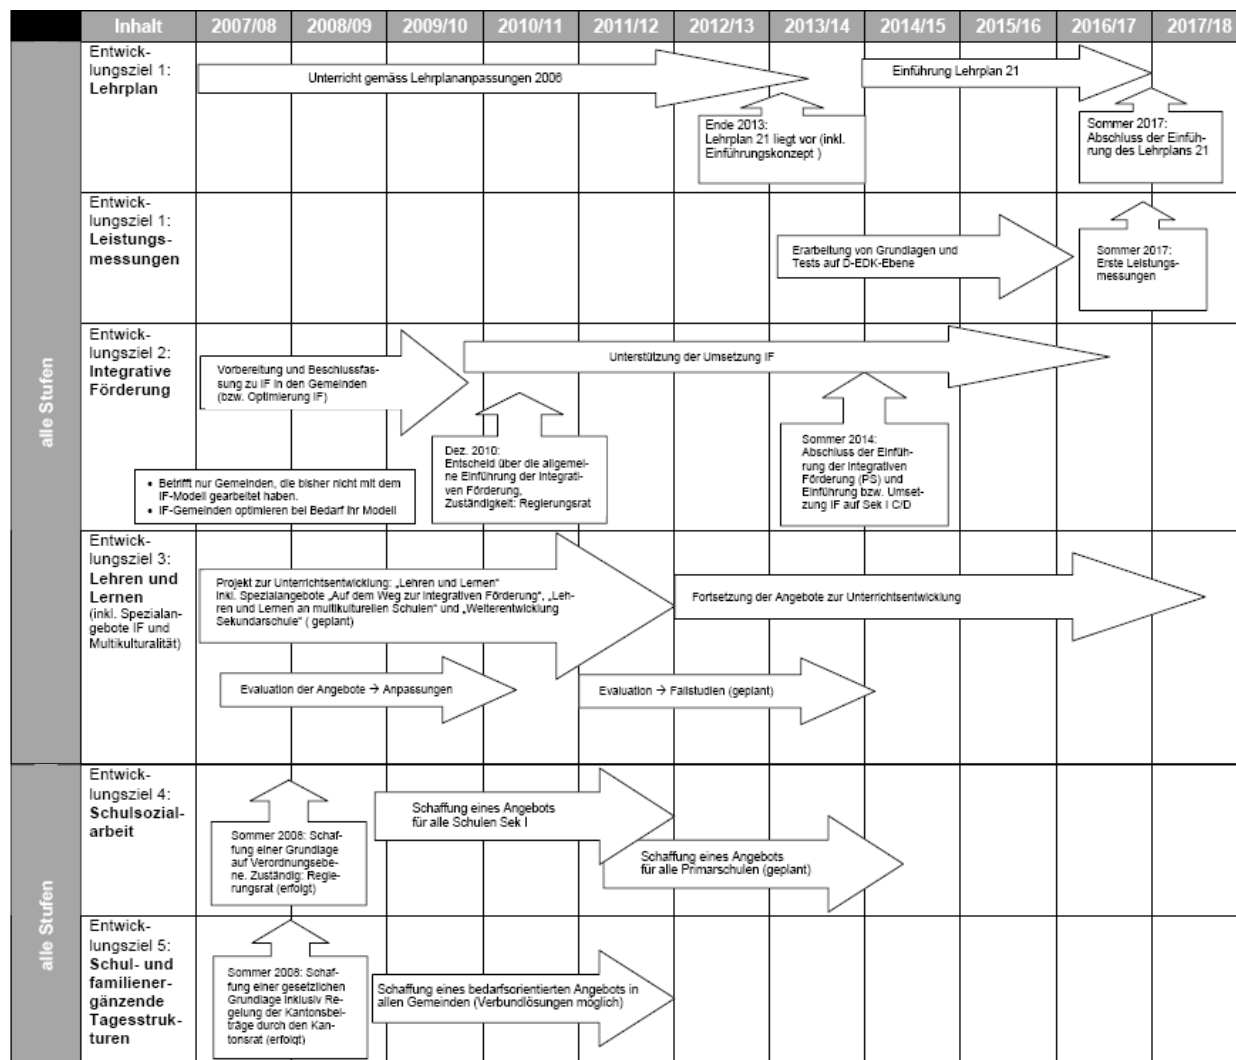 Inhalt 2007/08 2008/09 2009/10 2010/11 2011/12 2012/13 2013/14 2014/15 2015/16 2016/17 2017/18
alle Stufen
Entwick-
lungsziel 1:
Lehrplan
Unterricht gemäss Lehrplananpassungen 2006
Einführung Lehrplan 21
Ende 2013:
Lehrplan 21 liegt vor (inkl.
Einführungskonzept )
Sommer 2017:
Abschluss der Einfüh-
rung des Lehrplans 21
Entwick-
lungsziel 1:
Leistungs-
messungen
Erarbeitung von Grundlagen und
Tests auf D-EDK-Ebene
Sommer 2017:
Erste Leistungs-
messungen
Entwick-
lungsziel 2:
Integrative
Förderung
Vorbereitung und Beschlussfas-
sung zu IF in den Gemeinden
(bzw. Optimierung IF)
Unterstützung der Umsetzung IF
Dez. 2010:
Entscheid über die allgemei-
ne Einführung der Integrati-
ven Förderung,
Zuständigkeit: Regierungsrat
Sommer 2014:
Abschluss der Einfüh-
rung der Integrativen
Förderung (PS) und
Einführung bzw. Umset-
zung IF auf Sek I C/D
• Betrifft nur Gemeinden, die bisher nicht mit dem
IF-Modell gearbeitet haben.
• IF-Gemeinden optimieren bei Bedarf ihr Modell
Entwick-
lungsziel 3:
Lehren und
Lernen
(inkl. Spezialan-
gebote IF und
Multikulturalität)
Projekt zur Unterrichtsentwicklung: „Lehren und Lernen“
Inkl. Spezialangebote „Auf dem Weg zur integrativen Förderung“, „Leh-
ren und Lernen an multikulturellen Schulen“ und „Weiterentwicklung
Sekundarschule“ ( geplant)
Fortsetzung der Angebote zur Unterrichtsentwicklung
Evaluation der Angebote → Anpassungen
Evaluation → Fallstudien (geplant)
alle Stufen
Entwick-
lungsziel 4:
Schulsozial-
arbeit
Sommer 2008: Schaf-
fung einer Grundlage
auf Verordnungsebe-
ne. Zuständig: Regie-
rungsrat (erfolgt)
Schaffung eines Angebots
für alle Schulen Sek I
Schaffung eines Angebots
für alle Primarschulen (geplant)
Entwick-
lungsziel 5:
Schul- und
familiener-
gänzende
Tagesstruk-
turen
Sommer 2008: Schaf-
fung einer gesetzlichen
Grundlage inklusiv Re-
gelung der Kantonsbei-
träge durch den Kan-
tonsrat (erfolgt)
Schaffung eines bedarfsorientierten Angebots in
allen Gemeinden (Verbundlösungen möglich)